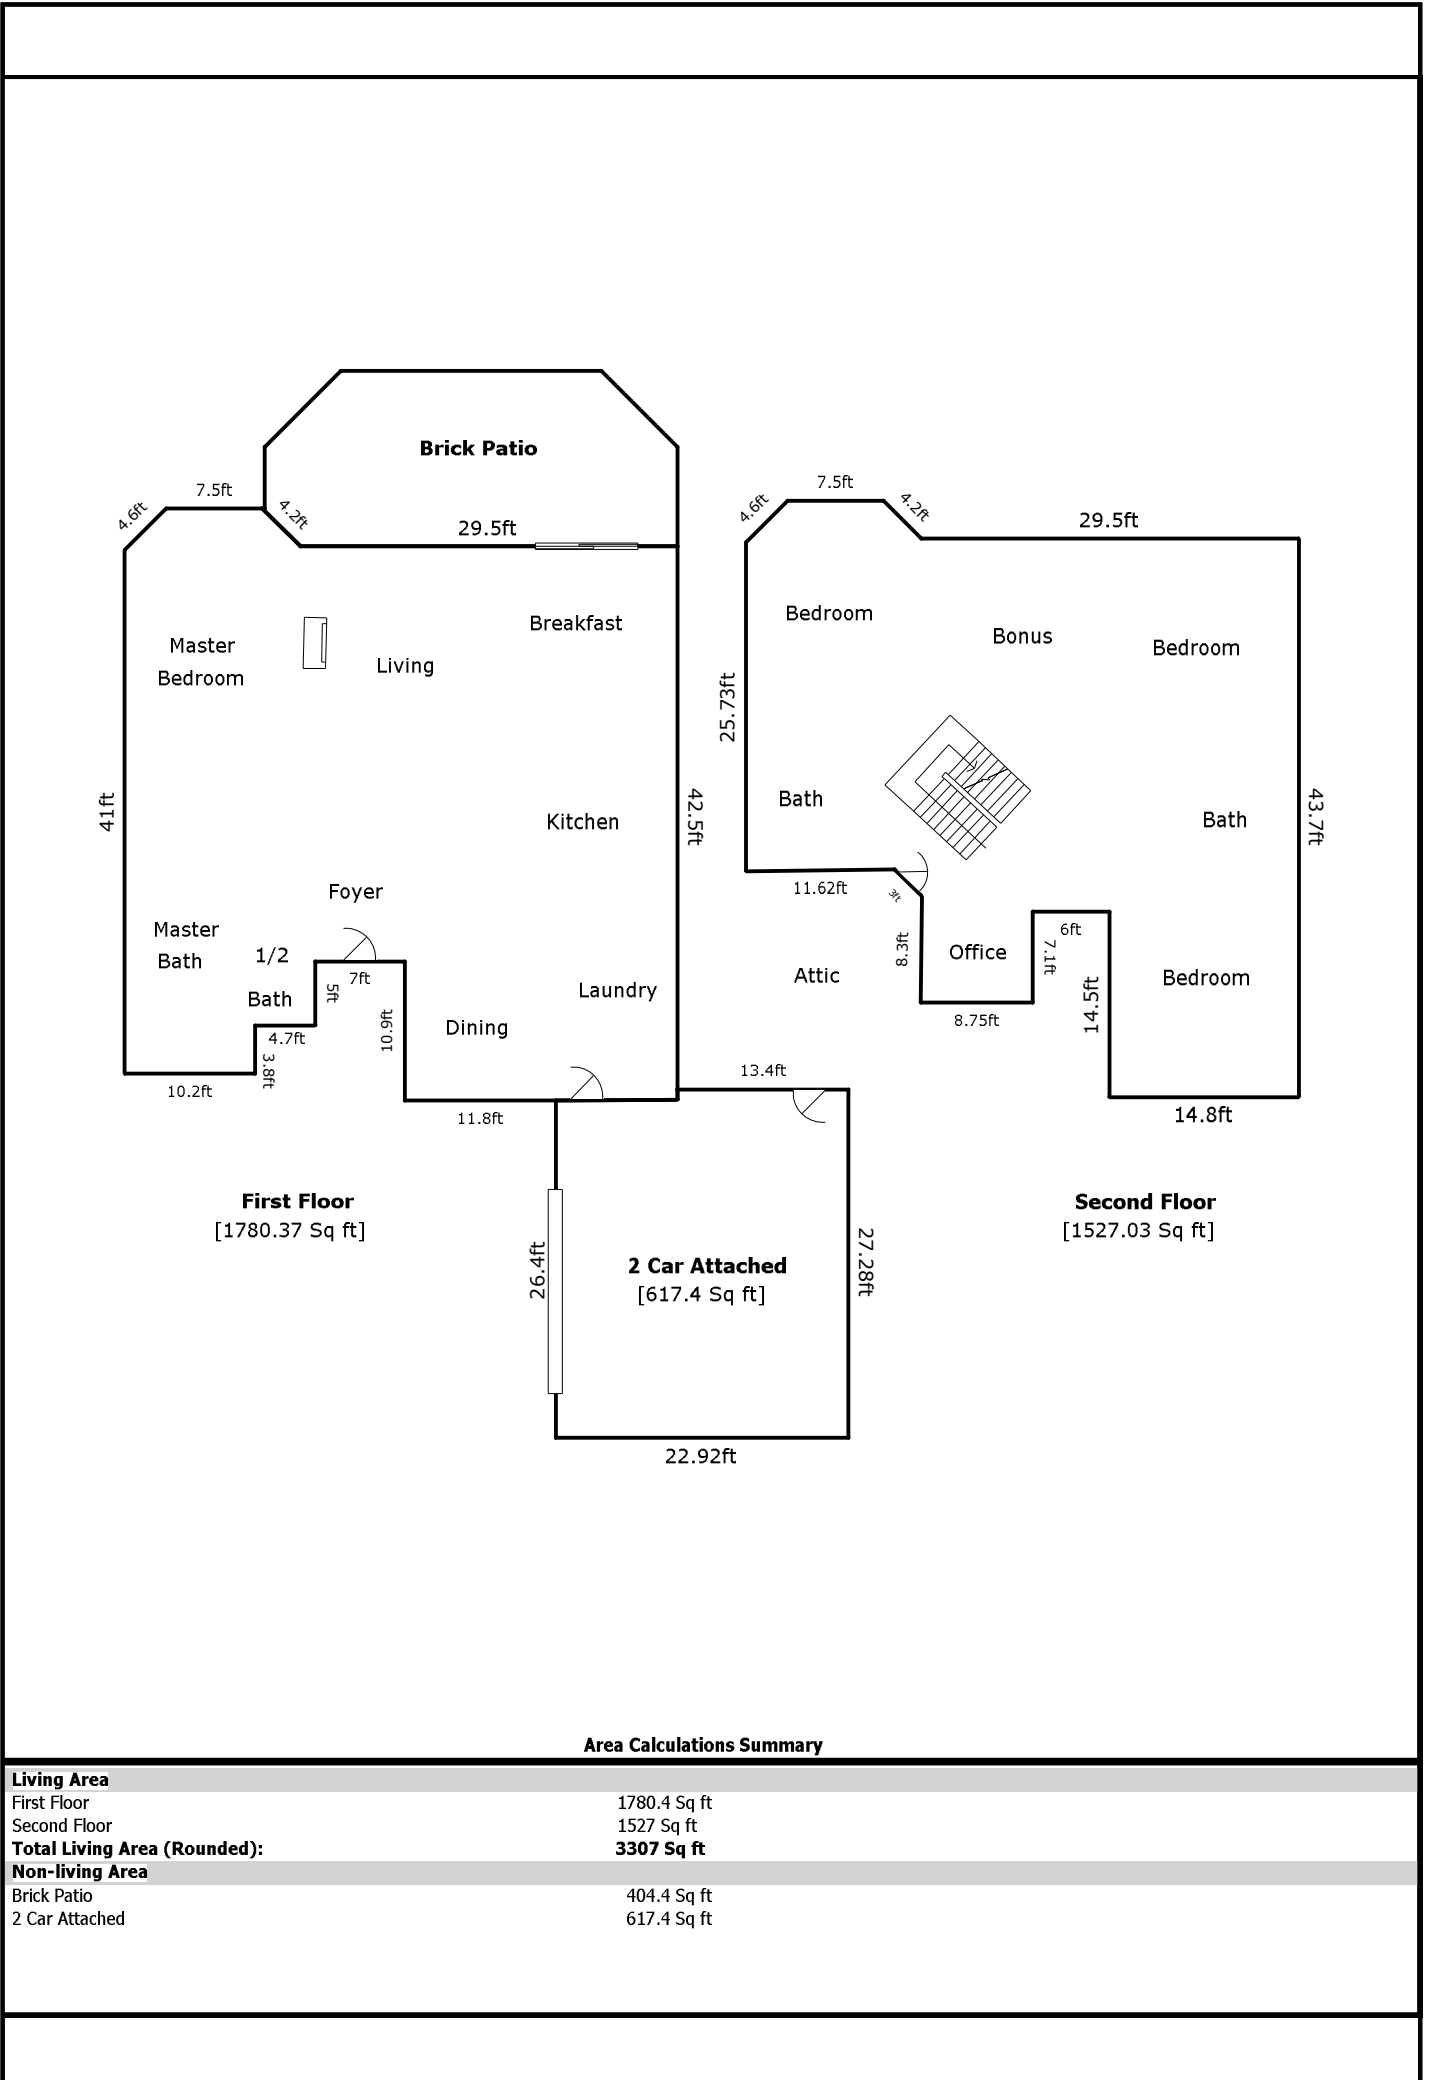 Brick Patio
7.5ft
4.6ft
4.2ft
29.5ft
Breakfast
Master
Bedroom
Living
41ft
42.5ft
Kitchen
Foyer
Master
Bath
1/2
Bath
7ft
5ft
10.9ft
Laundry
Dining
4.7ft
3.8ft
10.2ft
11.8ft
First Floor
[1780.37 Sq ft]
7.5ft
4.6ft
4.2ft
29.5ft
Bedroom
Bonus
Bedroom
25.73ft
Bath
Bath
43.7ft
11.62ft
3ft
8.3ft
Office
7.1ft
6ft
Attic
14.5ft
Bedroom
8.75ft
14.8ft
Second Floor
[1527.03 Sq ft]
13.4ft
26.4ft
2 Car Attached
[617.4 Sq ft]
27.28ft
22.92ft
Area Calculations Summary
Living Area
First Floor 1780.4 Sq ft
Second Floor 1527 Sq ft
Total Living Area (Rounded): 3307 Sq ft
Non-living Area
Brick Patio 404.4 Sq ft
2 Car Attached 617.4 Sq ft